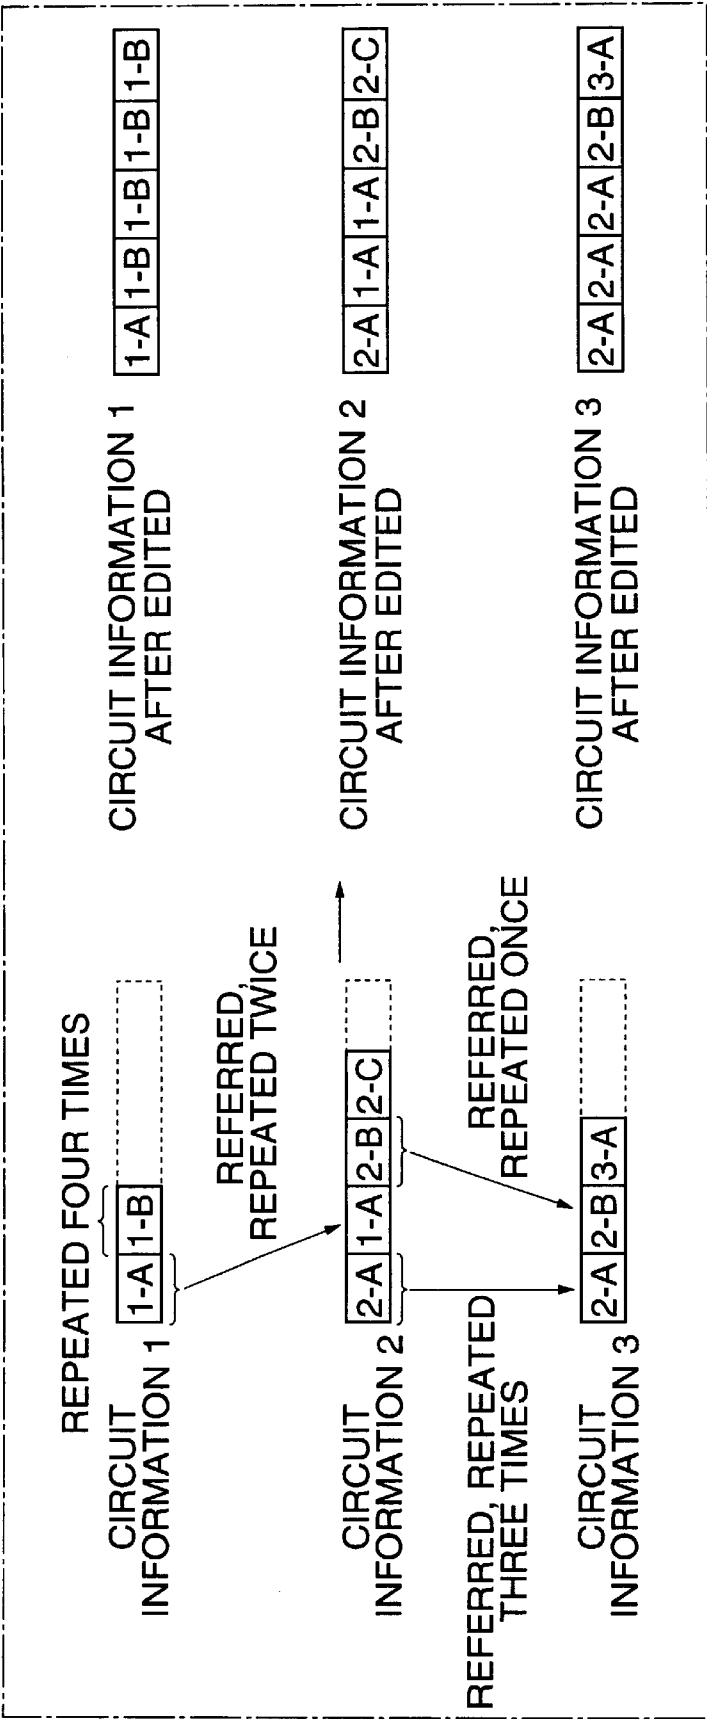 REPEATED FOUR TIMES
CIRCUIT
INFORMATION 1
1-A 1-B
REFERRED,
REPEATED TWICE
CIRCUIT
INFORMATION 2
2-A 1-A 2-B 2-C
REFERRED, REPEATED
THREE TIMES
REFERRED,
REPEATED ONCE
CIRCUIT
INFORMATION 3
2-A 2-B 3-A
CIRCUIT INFORMATION 1
AFTER EDITED
1-A 1-B 1-B 1-B 1-B
CIRCUIT INFORMATION 2
AFTER EDITED
2-A 1-A 1-A 2-B 2-C
CIRCUIT INFORMATION 3
AFTER EDITED
2-A 2-A 2-A 2-B 3-A